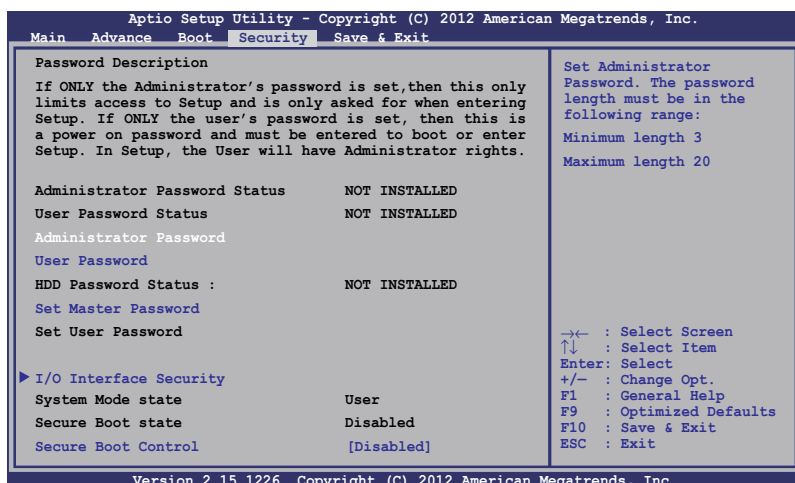 Aptio Setup Utility - Copyright (C) 2012 American Megatrends, Inc.
Main Advance Boot Security Save & Exit
Password Description
If ONLY the Administrator's password is set,then this only
limits access to Setup and is only asked for when entering
Setup. If ONLY the user's password is set, then this is
a power on password and must be entered to boot or enter
Setup. In Setup, the User will have Administrator rights.
Administrator Password Status NOT INSTALLED
User Password Status NOT INSTALLED
Administrator Password
User Password
HDD Password Status : NOT INSTALLED
Set Master Password
Set User Password
I/O Interface Security
System Mode state User
Secure Boot state Disabled
Secure Boot Control [Disabled]
Set Administrator
Password. The password
length must be in the
following range:
Minimum length 3
Maximum length 20
→← : Select Screen
↑↓ : Select Item
Enter: Select
+/— : Change Opt.
F1 : General Help
F9 : Optimized Defaults
F10 : Save & Exit
ESC : Exit
Version 2.15.1226. Copyright (C) 2012 American Megatrends, Inc.